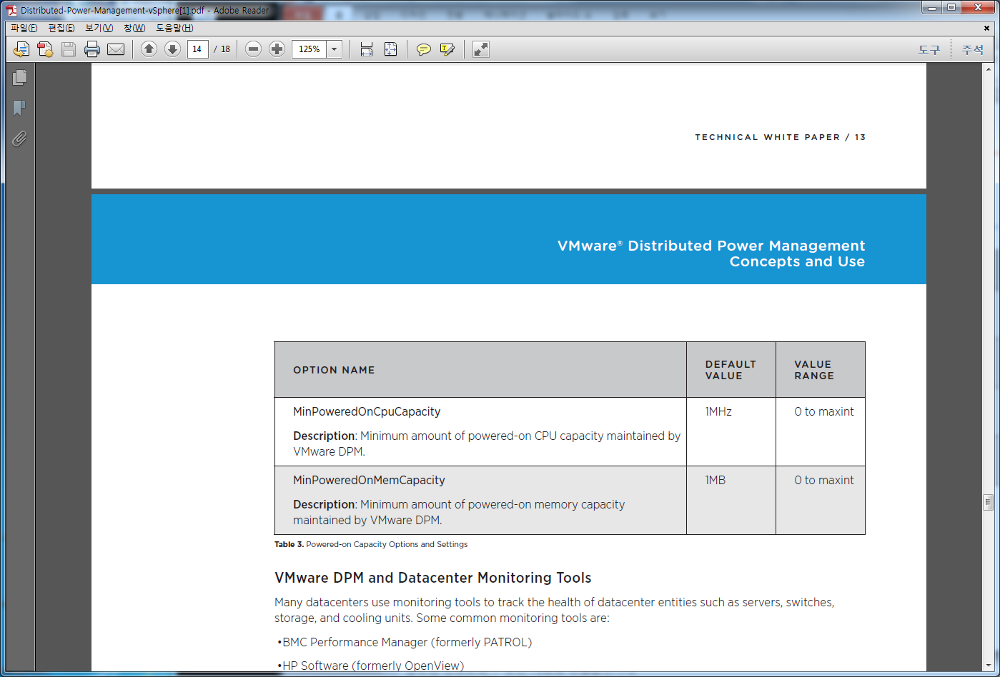 Distributed-Power-Management-vSphere[1].pdf - Adobe Reader
파일(F) 편집(E) 보기(V) 창(W) 도움말(H)
14 / 18 125% 도구 주석
TECHNICAL WHITE PAPER / 13
VMware® Distributed Power Management
Concepts and Use
OPTION NAME
DEFAULT
VALUE
VALUE
RANGE
MinPoweredOnCpuCapacity 1MHz 0 to maxint
Description: Minimum amount of powered-on CPU capacity maintained by
VMware DPM.
MinPoweredOnMemCapacity 1MB 0 to maxint
Description: Minimum amount of powered-on memory capacity
maintained by VMware DPM.
Table 3. Powered-on Capacity Options and Settings
VMware DPM and Datacenter Monitoring Tools
Many datacenters use monitoring tools to track the health of datacenter entities such as servers, switches,
storage, and cooling units. Some common monitoring tools are:
•BMC Performance Manager (formerly PATROL)
•HP Software (formerly OpenView)